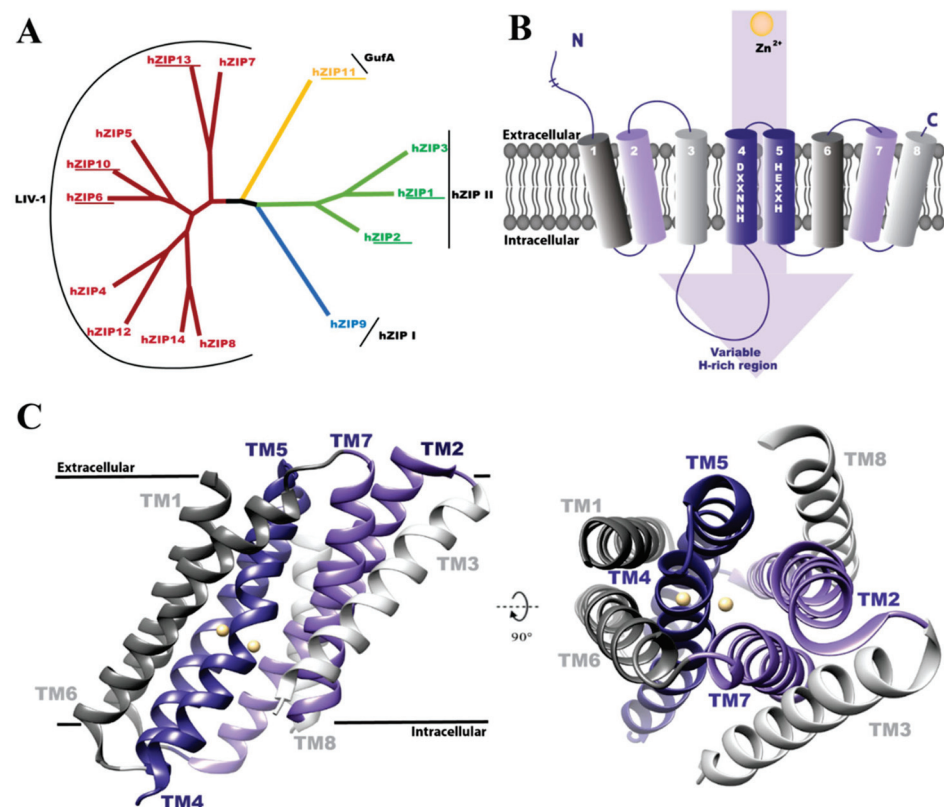 A
hZIP13
hZIP7
hZIP11
GufA
hZIP5
hZIP3
hZIP10
LIV-1
hZIP6
hZIP1
hZIP II
hZIP2
hZIP4
hZIP12
hZIP14
hZIP8
hZIP9
hZIP I
B
Zn2+
N
C
Extracellular
1
2
3
4
5
6
7
8
DXXNNH
HEXXH
Intracellular
Variable
H-rich region
C
Extracellular
TM5
TM7
TM2
TM1
TM3
TM6
TM8
Intracellular
TM4
90°
TM5
TM8
TM1
TM4
TM2
TM6
TM7
TM3